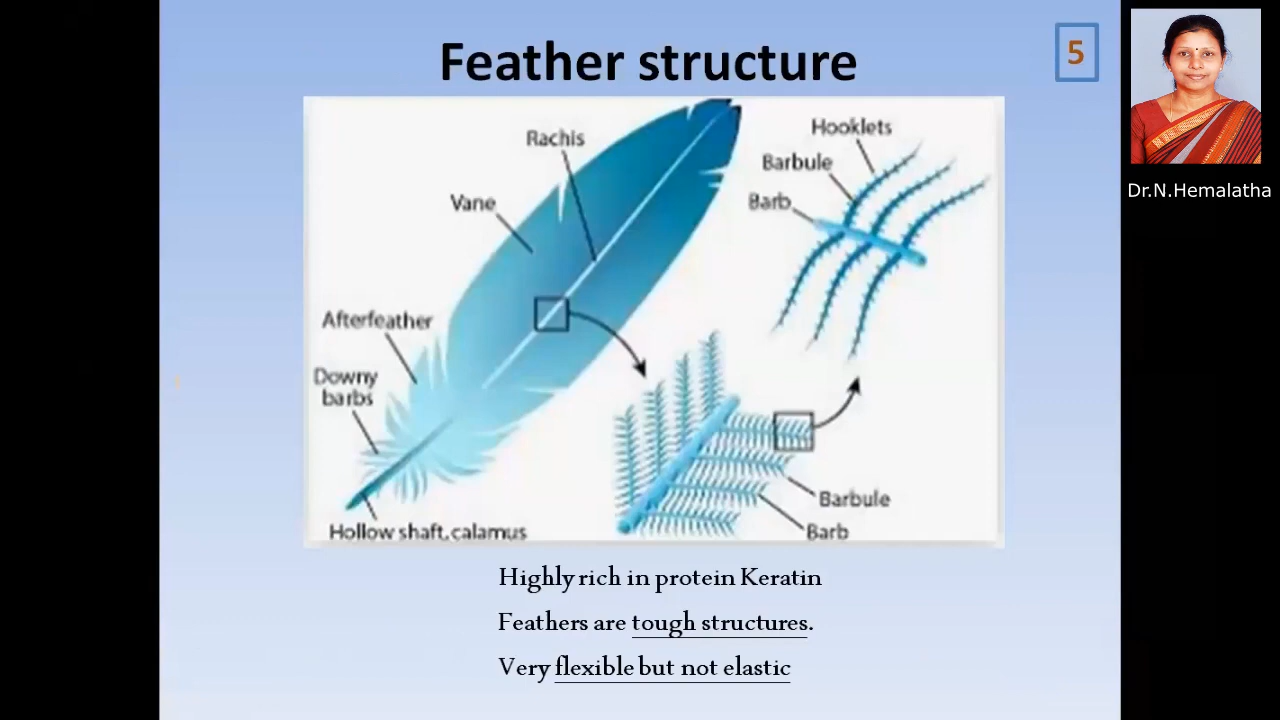 Feather structure
5
Dr.N.Hemalatha
Rachis
Vane
Afterfeather
Downy
barbs
Hollow shaft, calamus
Hooklets
Barbule
Barb
Barbule
Barb
Highly rich in protein Keratin
Feathers are tough structures.
Very flexible but not elastic